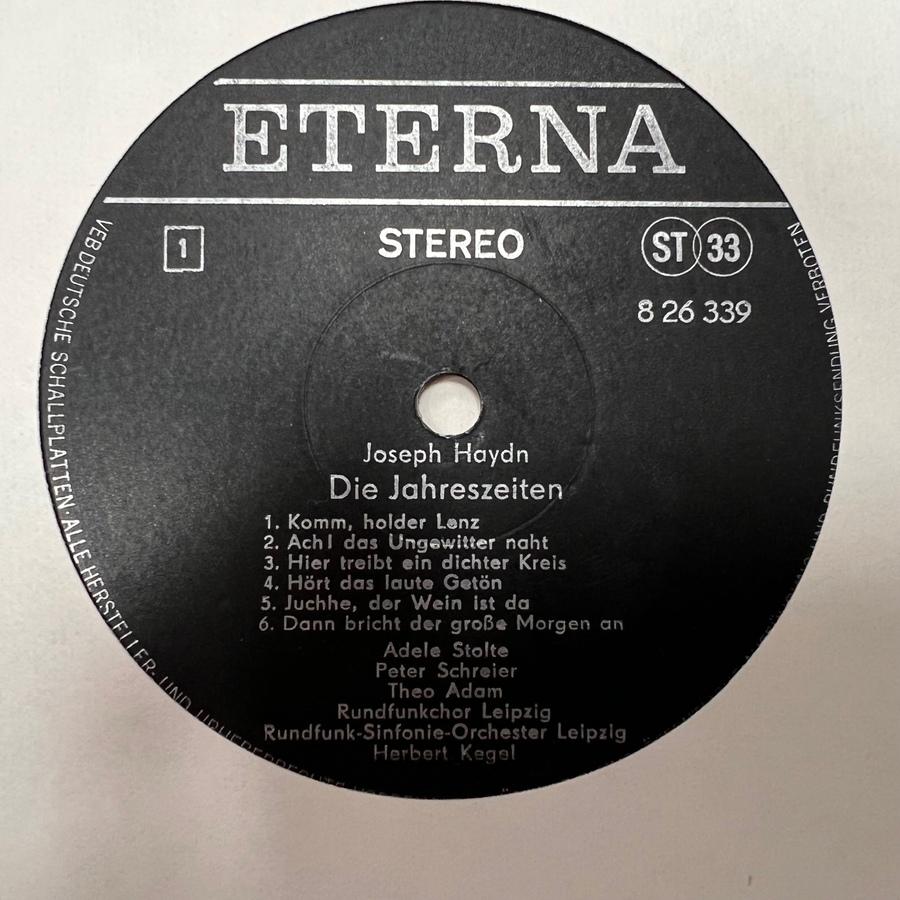 ETERNA
1
STEREO
ST 33
8 26 339
Joseph Haydn
Die Jahreszeiten
1. Komm, holder Lenz
2. Ach! das Ungewitter naht
3. Hier treibt ein dichter Kreis
4. Hört das laute Getön
5. Juchhe, der Wein ist da
6. Dann bricht der große Morgen an
Adele Stolte
Peter Schreier
Theo Adam
Rundfunkchor Leipzig
Rundfunk-Sinfonie-Orchester Leipzig
Herbert Kegel
VEB DEUTSCHE SCHALLPLATTEN · ALLE HERSTELLER- UND URHEBERRECHTE
RUNDFUNKSENDUNG VERBOTEN